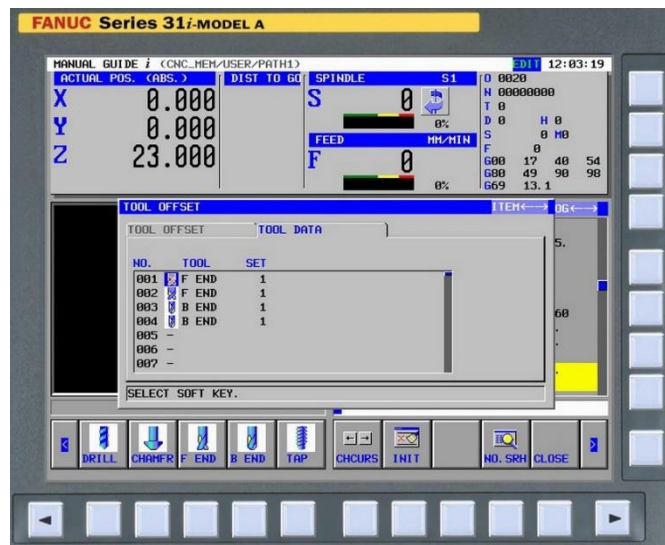 FANUC Series 31i-MODEL A
MANUAL GUIDE i (CNC_MEM/USER/PATH1) EDIT 12:03:19
ACTUAL POS. (ABS.) DIST TO GO SPINDLE S1 O 0020
N 00000000
X 0.000 S 0 T 0
0% D 0 H 0
Y 0.000 S 0 M0
FEED MM/MIN F 0
Z 23.000 F 0 G00 17 40 54
G80 49 90 98
0% G69 13.1
TOOL OFFSET ITEM←→ OG←→
TOOL OFFSET TOOL DATA
5.
NO. TOOL SET
001 F END 1
002 F END 1
003 B END 1
004 B END 1 60
005 -
006 -
007 -
SELECT SOFT KEY.
DRILL CHAMFR F END B END TAP CHCURS INIT NO.SRH CLOSE